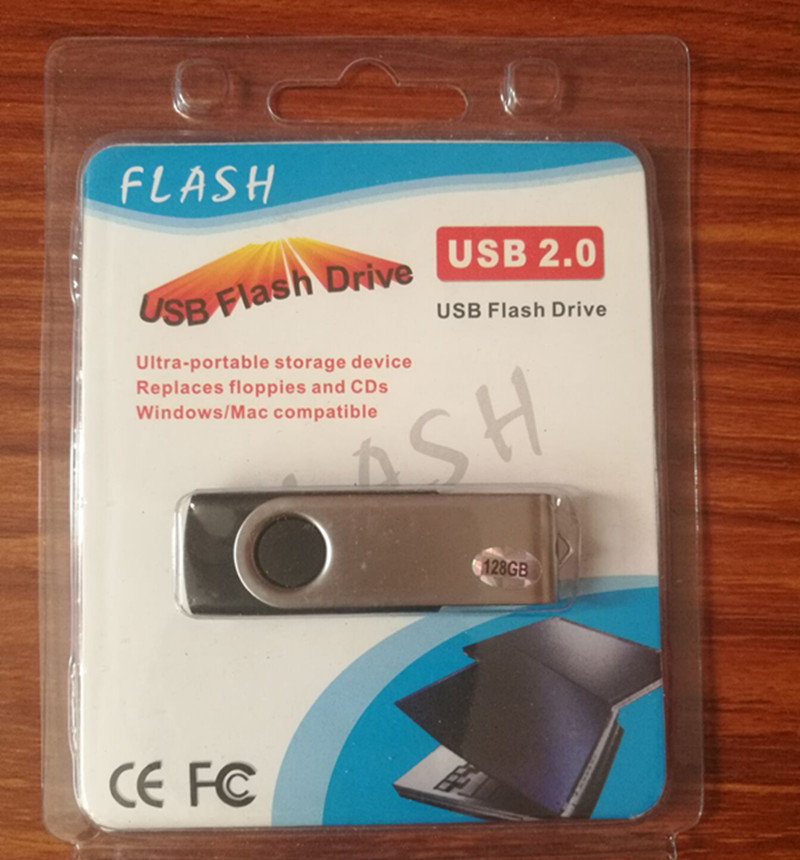 FLASH
USB Flash Drive
USB 2.0
USB Flash Drive
Ultra-portable storage device
Replaces floppies and CDs
Windows/Mac compatible
FLASH
128GB
CE FC